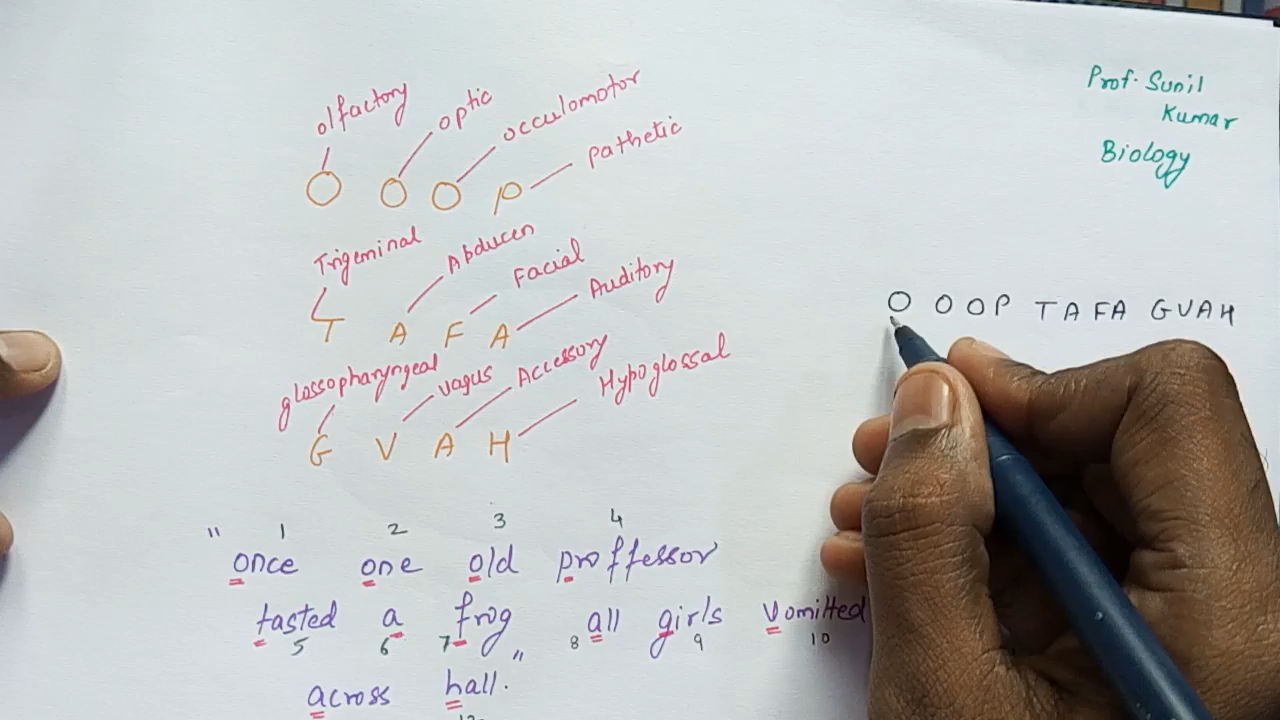 Prof. Sunil
Kumar
Biology
olfactory optic occulomotor pathetic
O O O P
Trigeminal Abducen Facial Auditory
T A F A
glossopharyngeal vagus Accessory Hypoglossal
G V A H
O O O P T A F A G V A H
1 2 3 4
" once one old proffessor
tasted a frog " all girls vomitted
5 6 7 8 9 10
across hall.